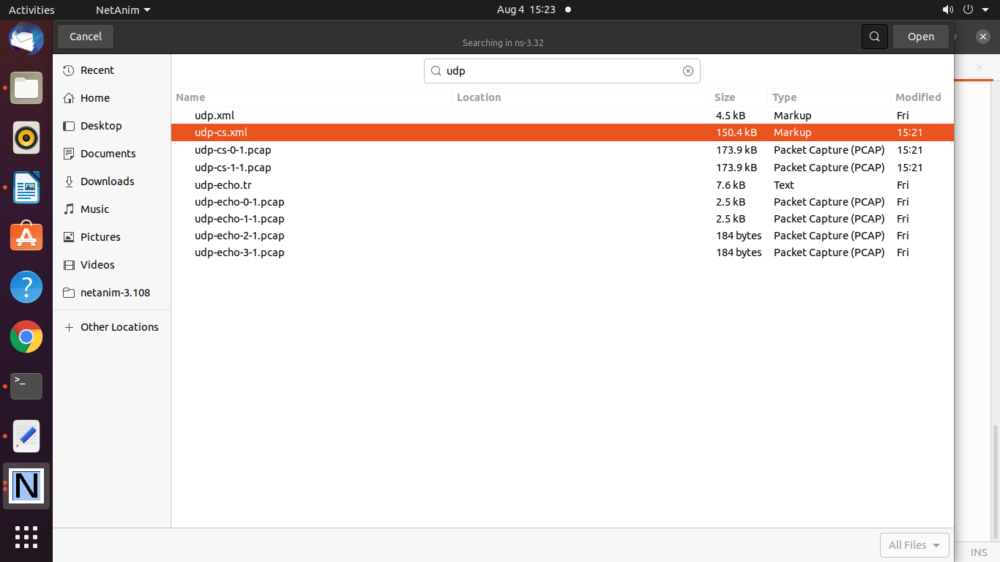 Activities NetAnim Aug 4 15:23
Cancel Searching in ns-3.32 Open
udp
Recent
Home
Desktop
Documents
Downloads
Music
Pictures
Videos
netanim-3.108
Other Locations
Name Location Size Type Modified
udp.xml 4.5 kB Markup Fri
udp-cs.xml 150.4 kB Markup 15:21
udp-cs-0-1.pcap 173.9 kB Packet Capture (PCAP) 15:21
udp-cs-1-1.pcap 173.9 kB Packet Capture (PCAP) 15:21
udp-echo.tr 7.6 kB Text Fri
udp-echo-0-1.pcap 2.5 kB Packet Capture (PCAP) Fri
udp-echo-1-1.pcap 2.5 kB Packet Capture (PCAP) Fri
udp-echo-2-1.pcap 184 bytes Packet Capture (PCAP) Fri
udp-echo-3-1.pcap 184 bytes Packet Capture (PCAP) Fri
All Files
INS
>_
?
N